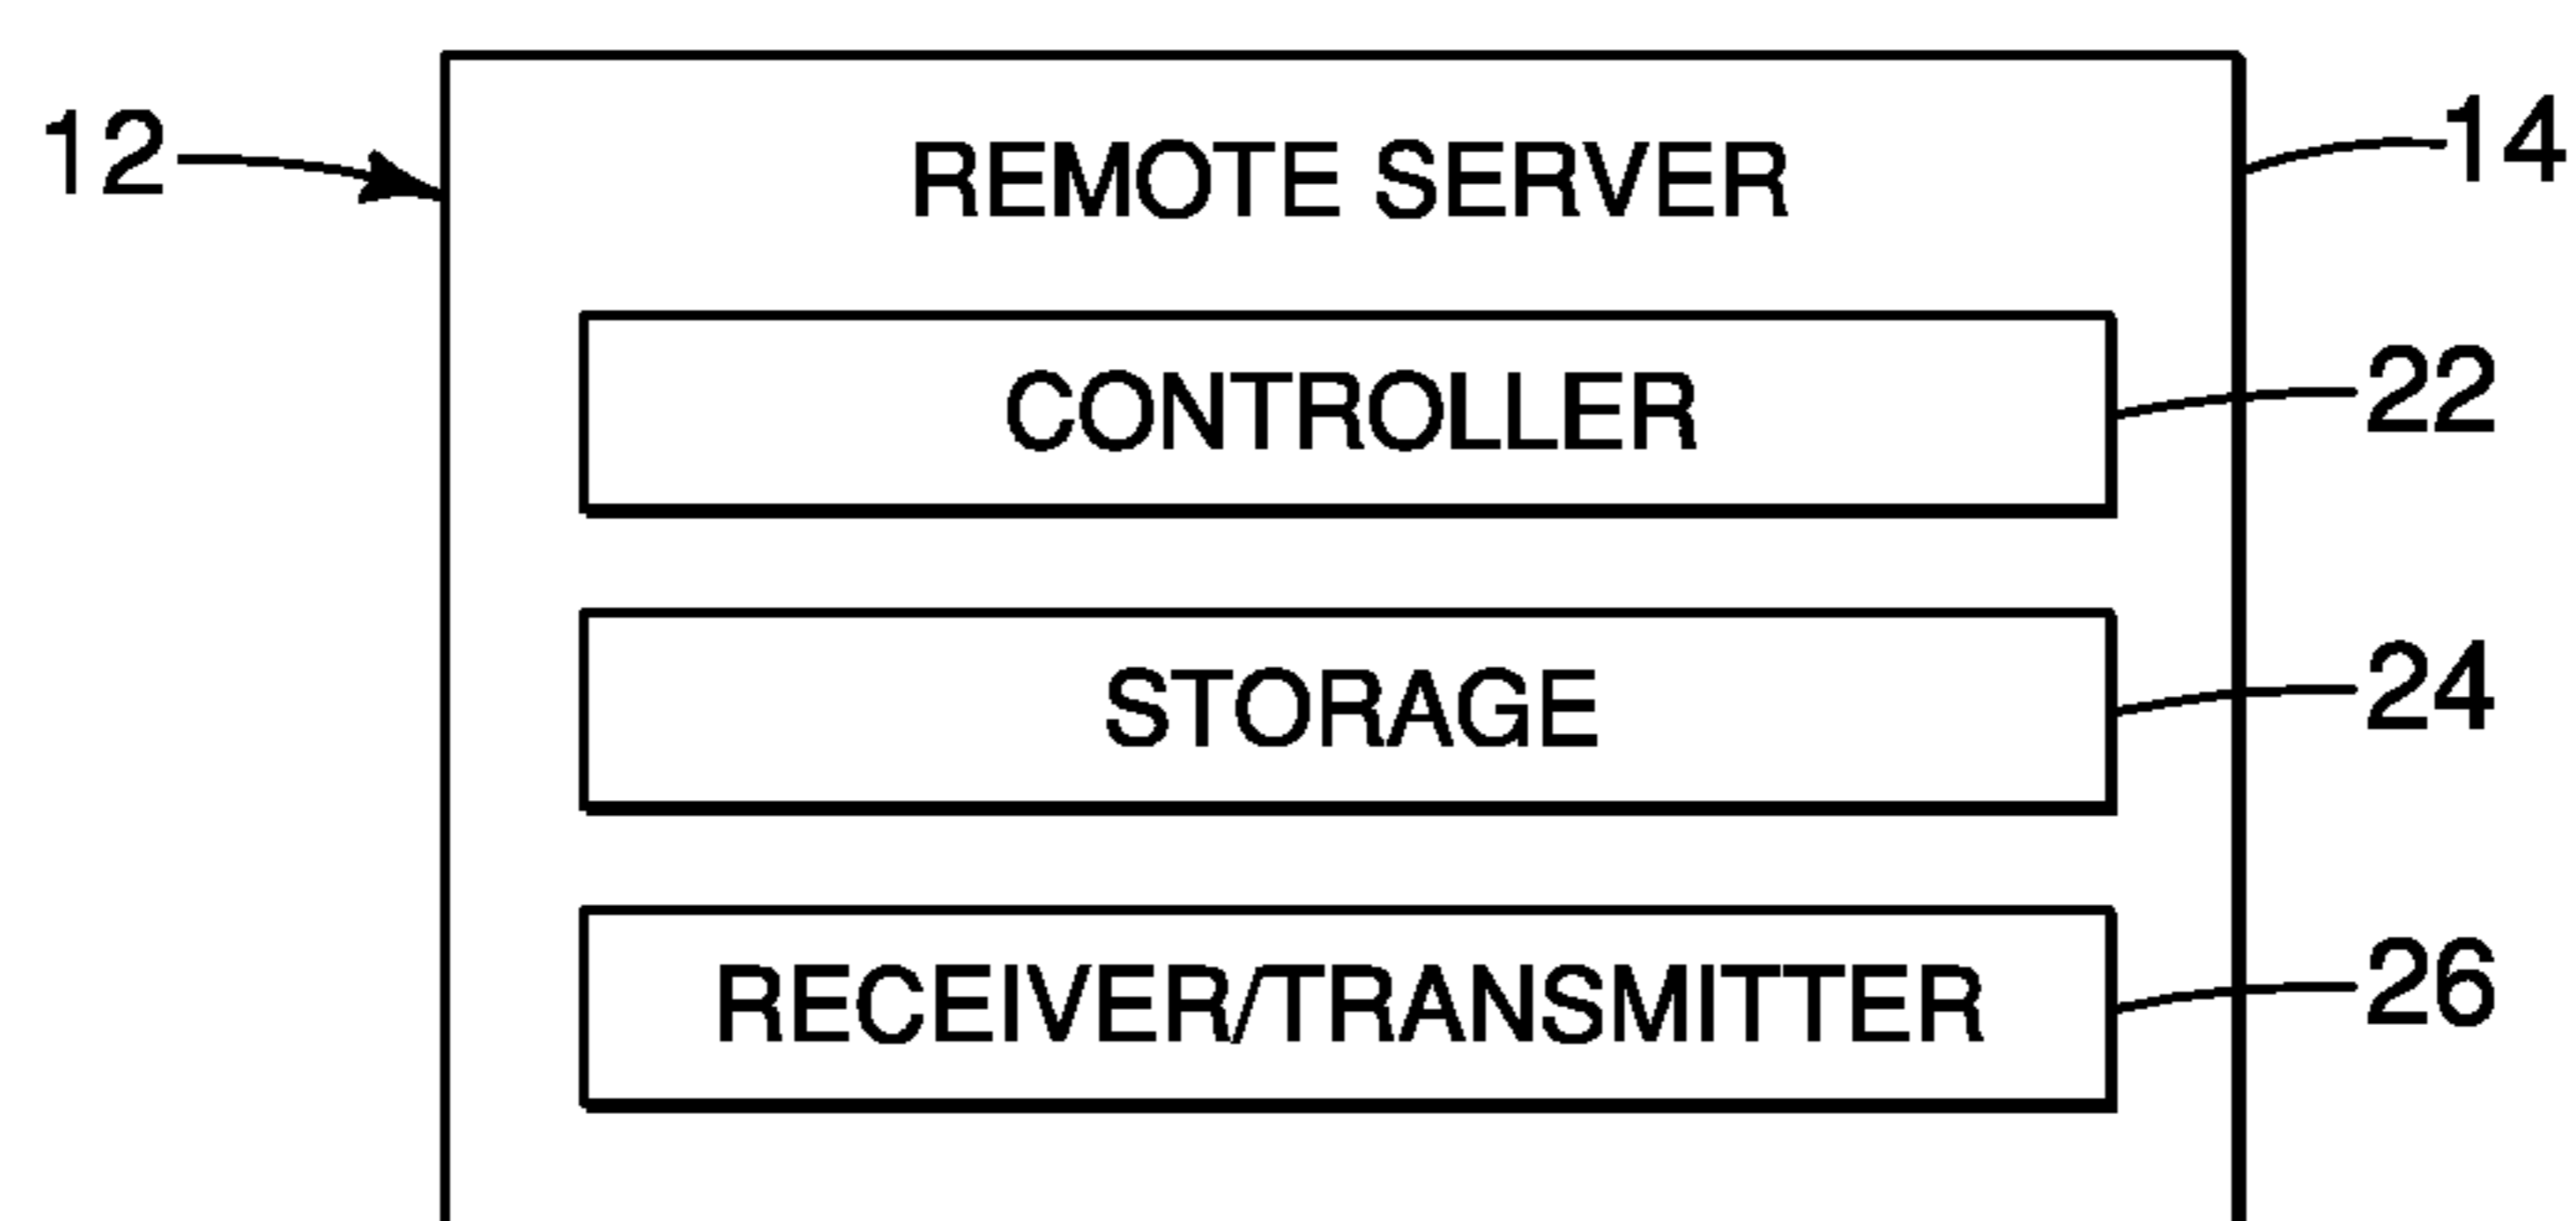 12
REMOTE SERVER
14
CONTROLLER
22
STORAGE
24
RECEIVER/TRANSMITTER
26